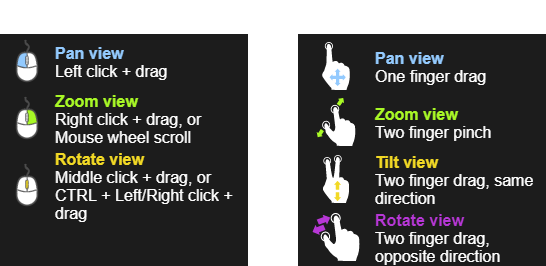 Pan view
Left click + drag
Zoom view
Right click + drag, or
Mouse wheel scroll
Rotate view
Middle click + drag, or
CTRL + Left/Right click +
drag
Pan view
One finger drag
Zoom view
Two finger pinch
Tilt view
Two finger drag, same
direction
Rotate view
Two finger drag,
opposite direction